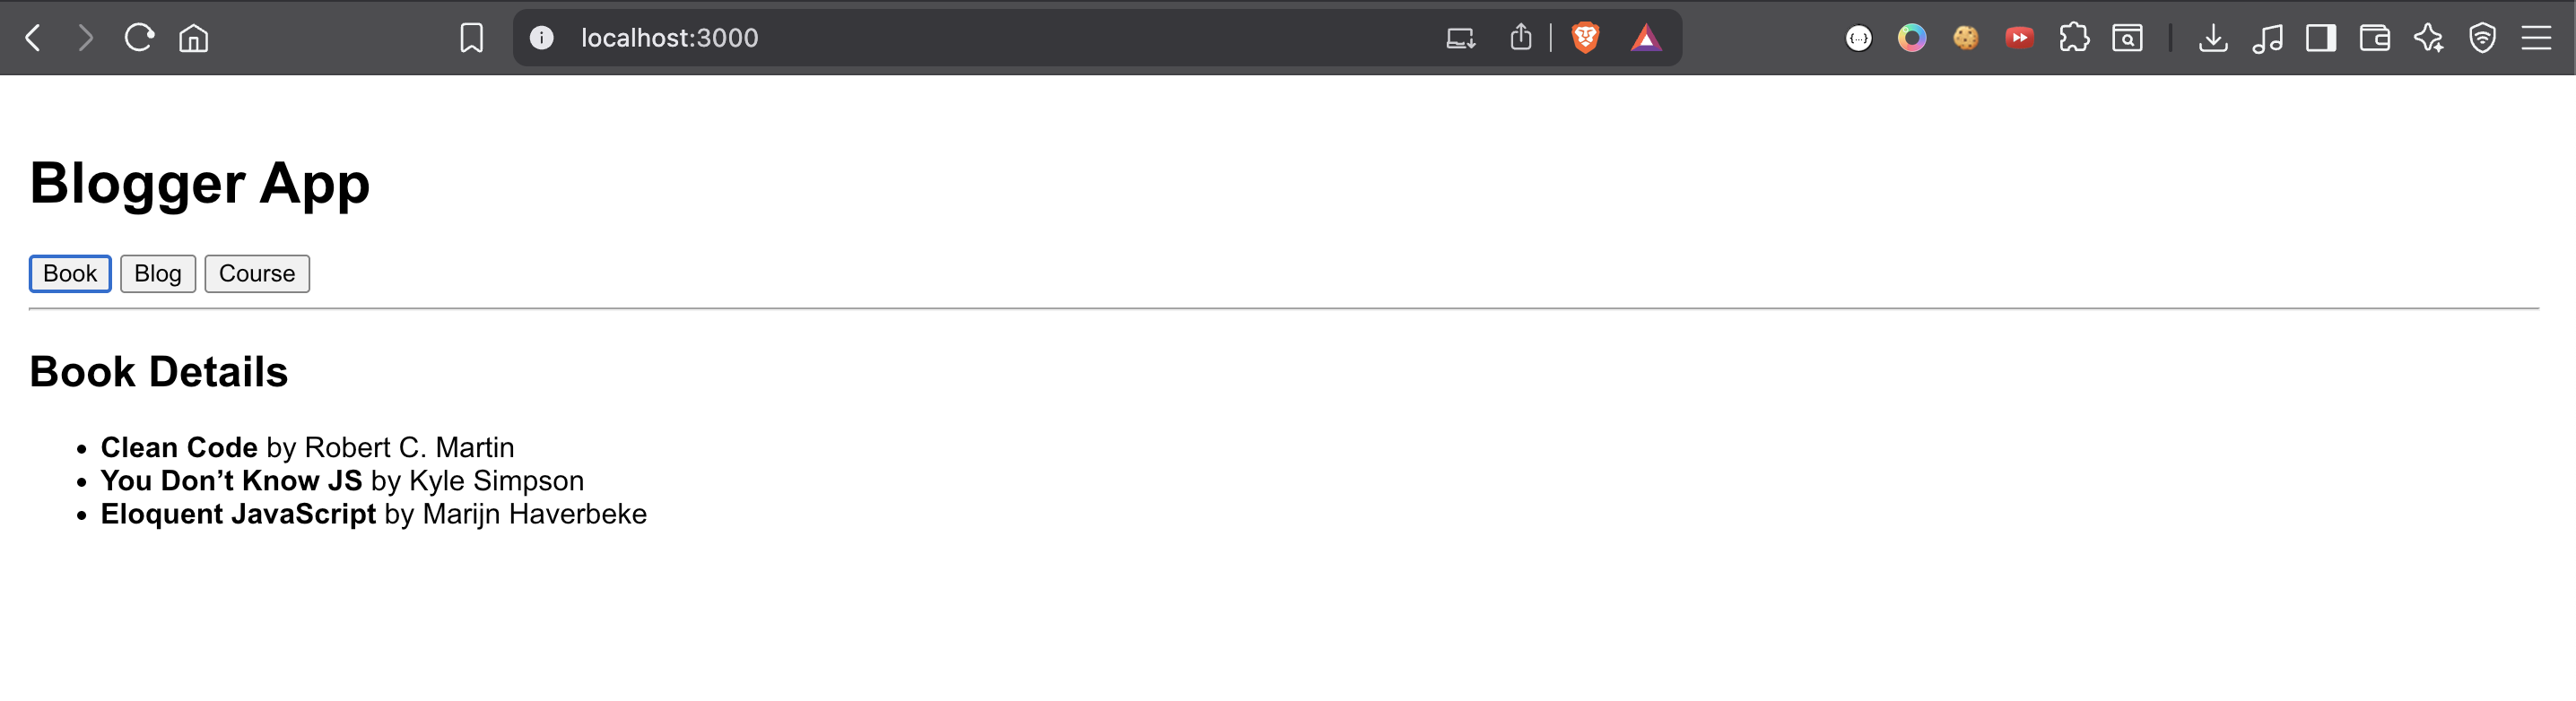 localhost:3000
Blogger App
Book Blog Course
Book Details
• Clean Code by Robert C. Martin
• You Don’t Know JS by Kyle Simpson
• Eloquent JavaScript by Marijn Haverbeke